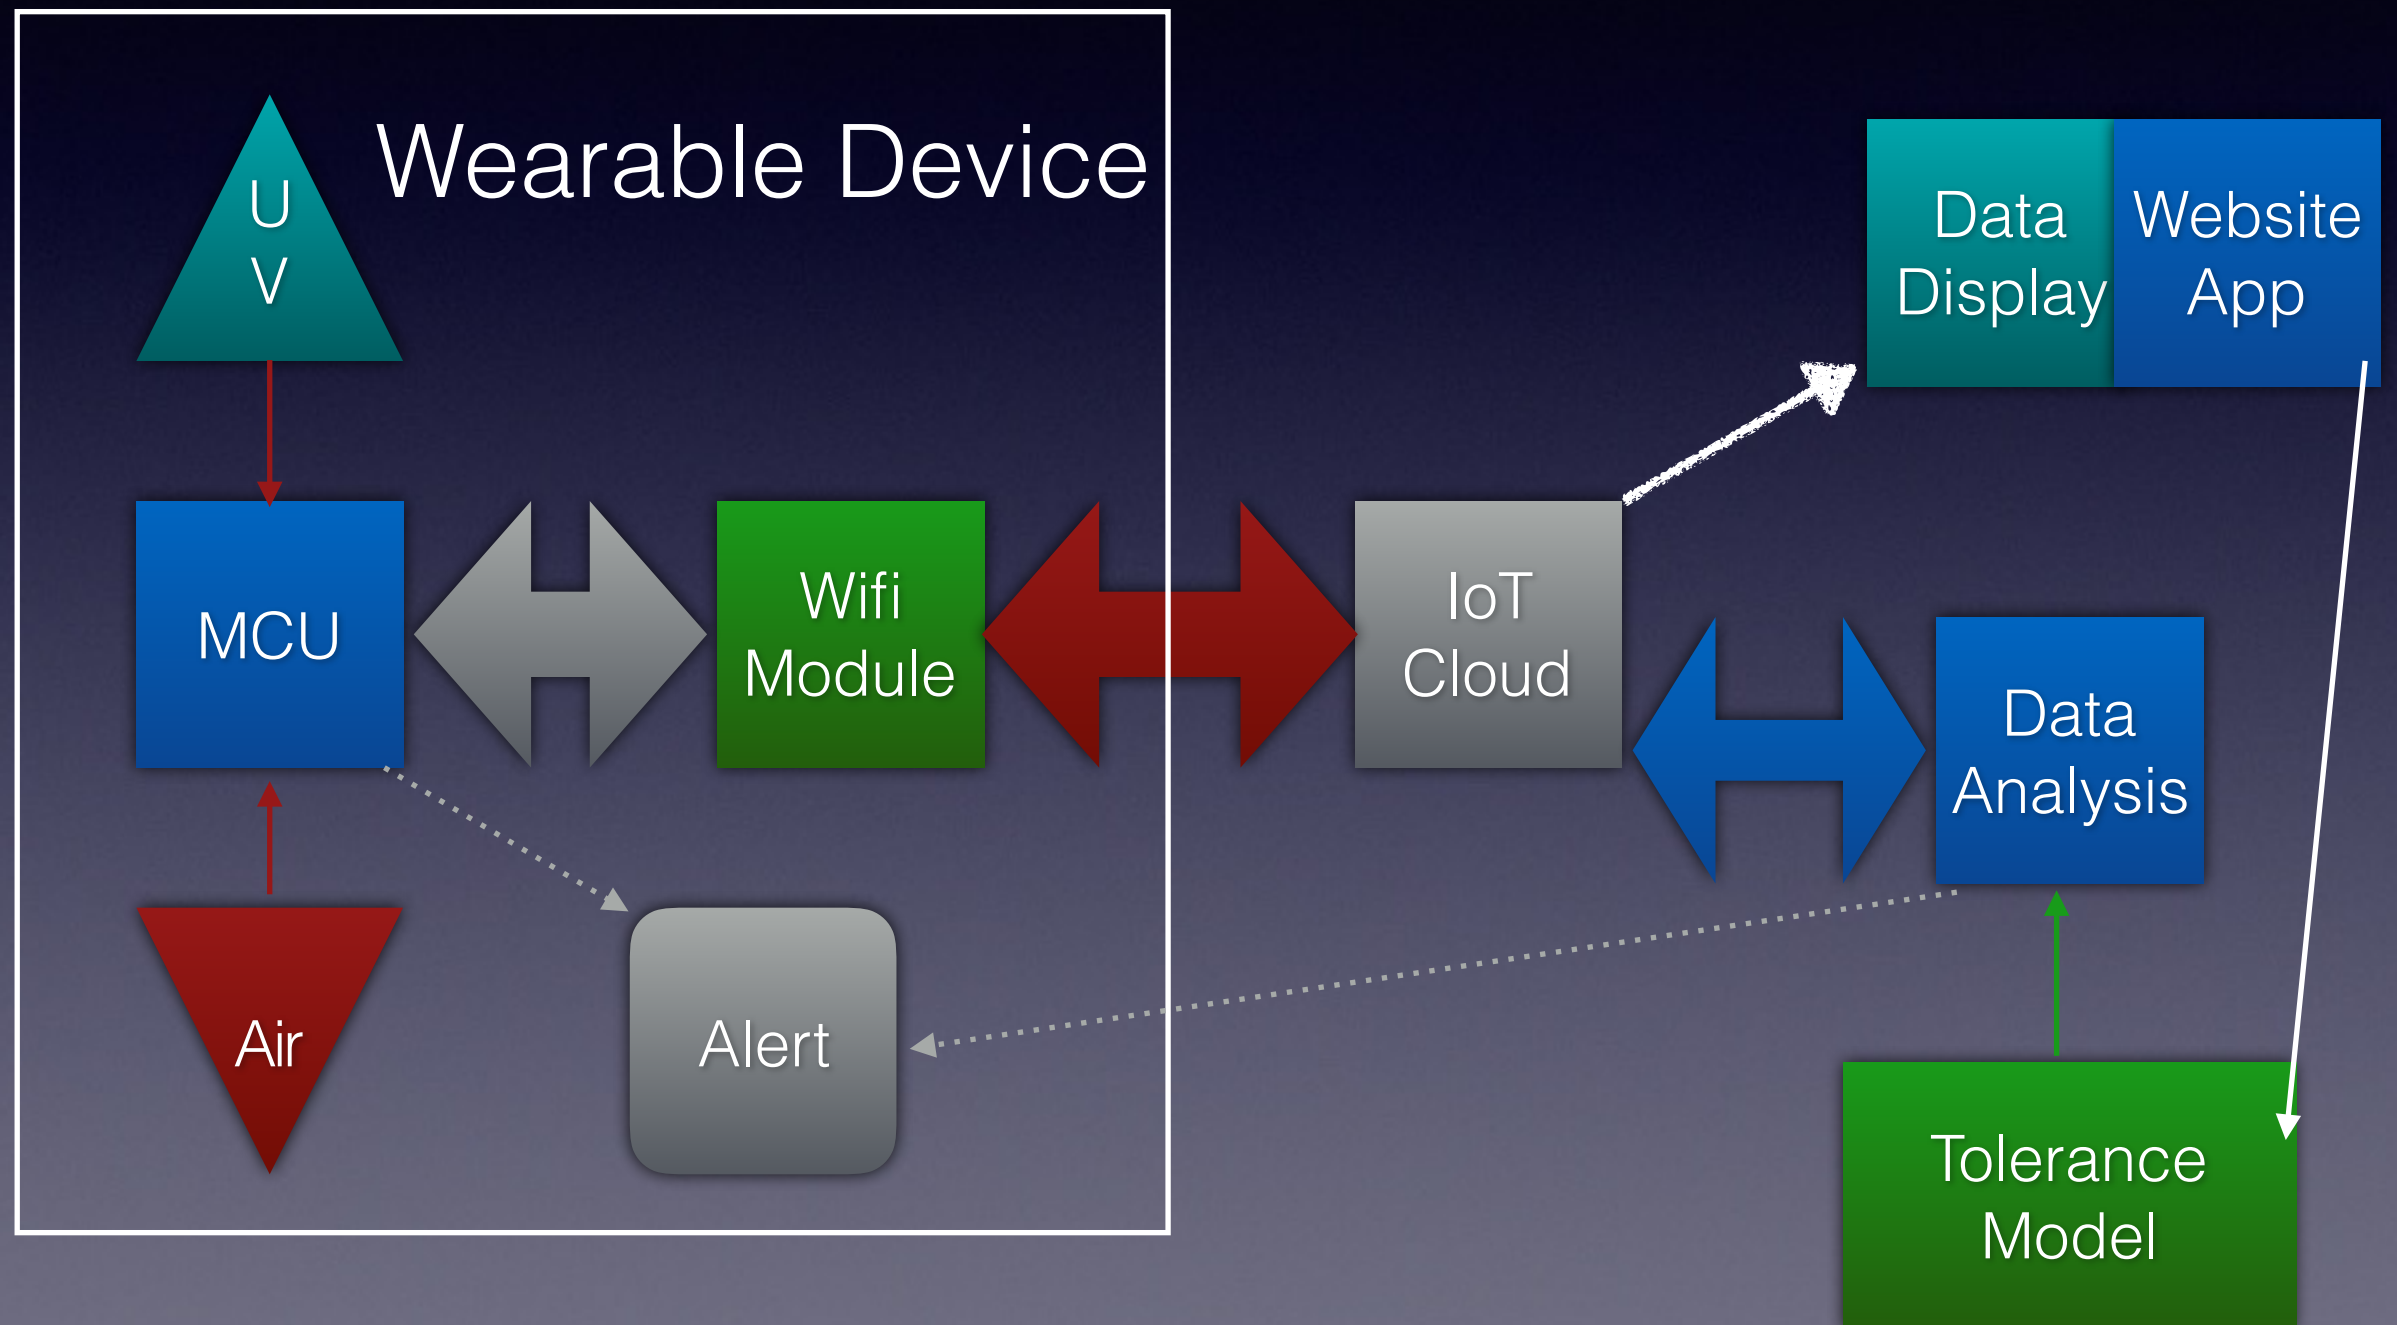 Wearable Device
U
V
Data
Display
Website
App
MCU
Wifi
Module
IoT
Cloud
Data
Analysis
Air
Alert
Tolerance
Model